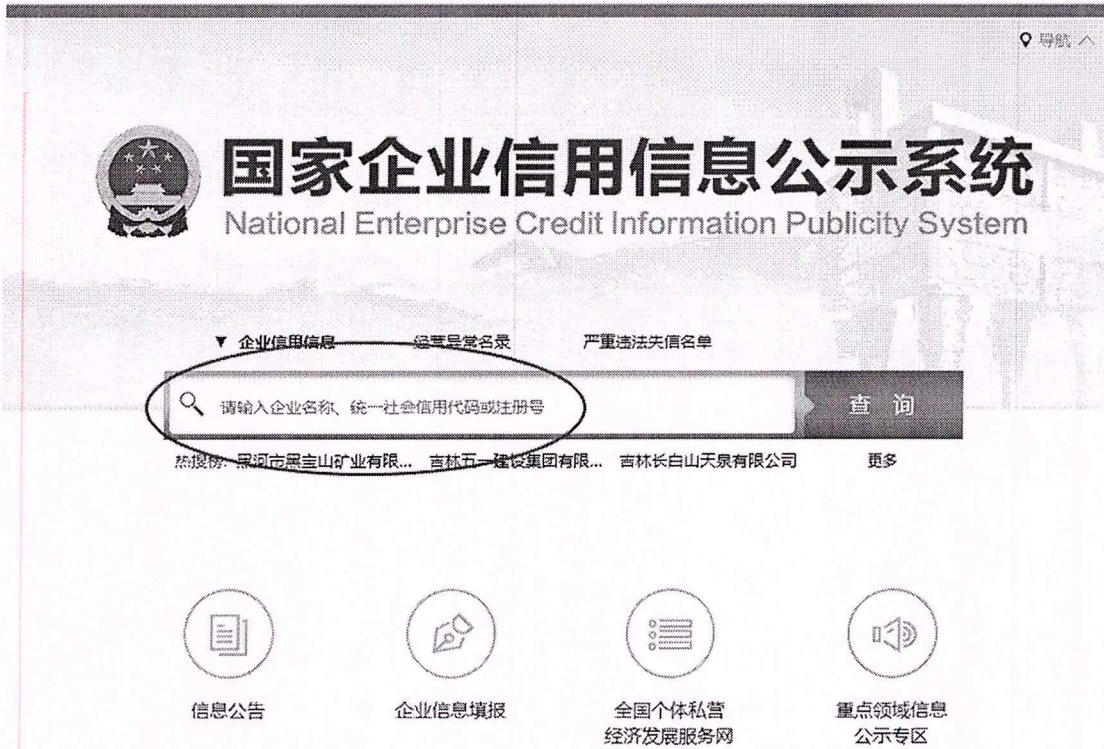 导航
国家企业信用信息公示系统
National Enterprise Credit Information Publicity System
企业信用信息 经营异常名录 严重违法失信名单
请输入企业名称、统一社会信用代码或注册号 查询
热搜榜: 黑河市黑宝山矿业有限... 吉林五一建设集团有限... 吉林长白山天泉有限公司 更多
信息公告 企业信息填报 全国个体私营 重点领域信息
经济发展服务网 公示专区